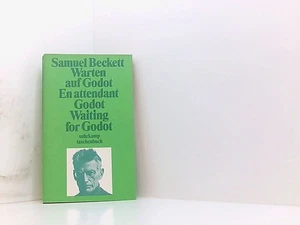 Samuel Beckett
Warten
auf Godot
En attendant
Godot
Waiting
for Godot
suhrkamp
taschenbuch